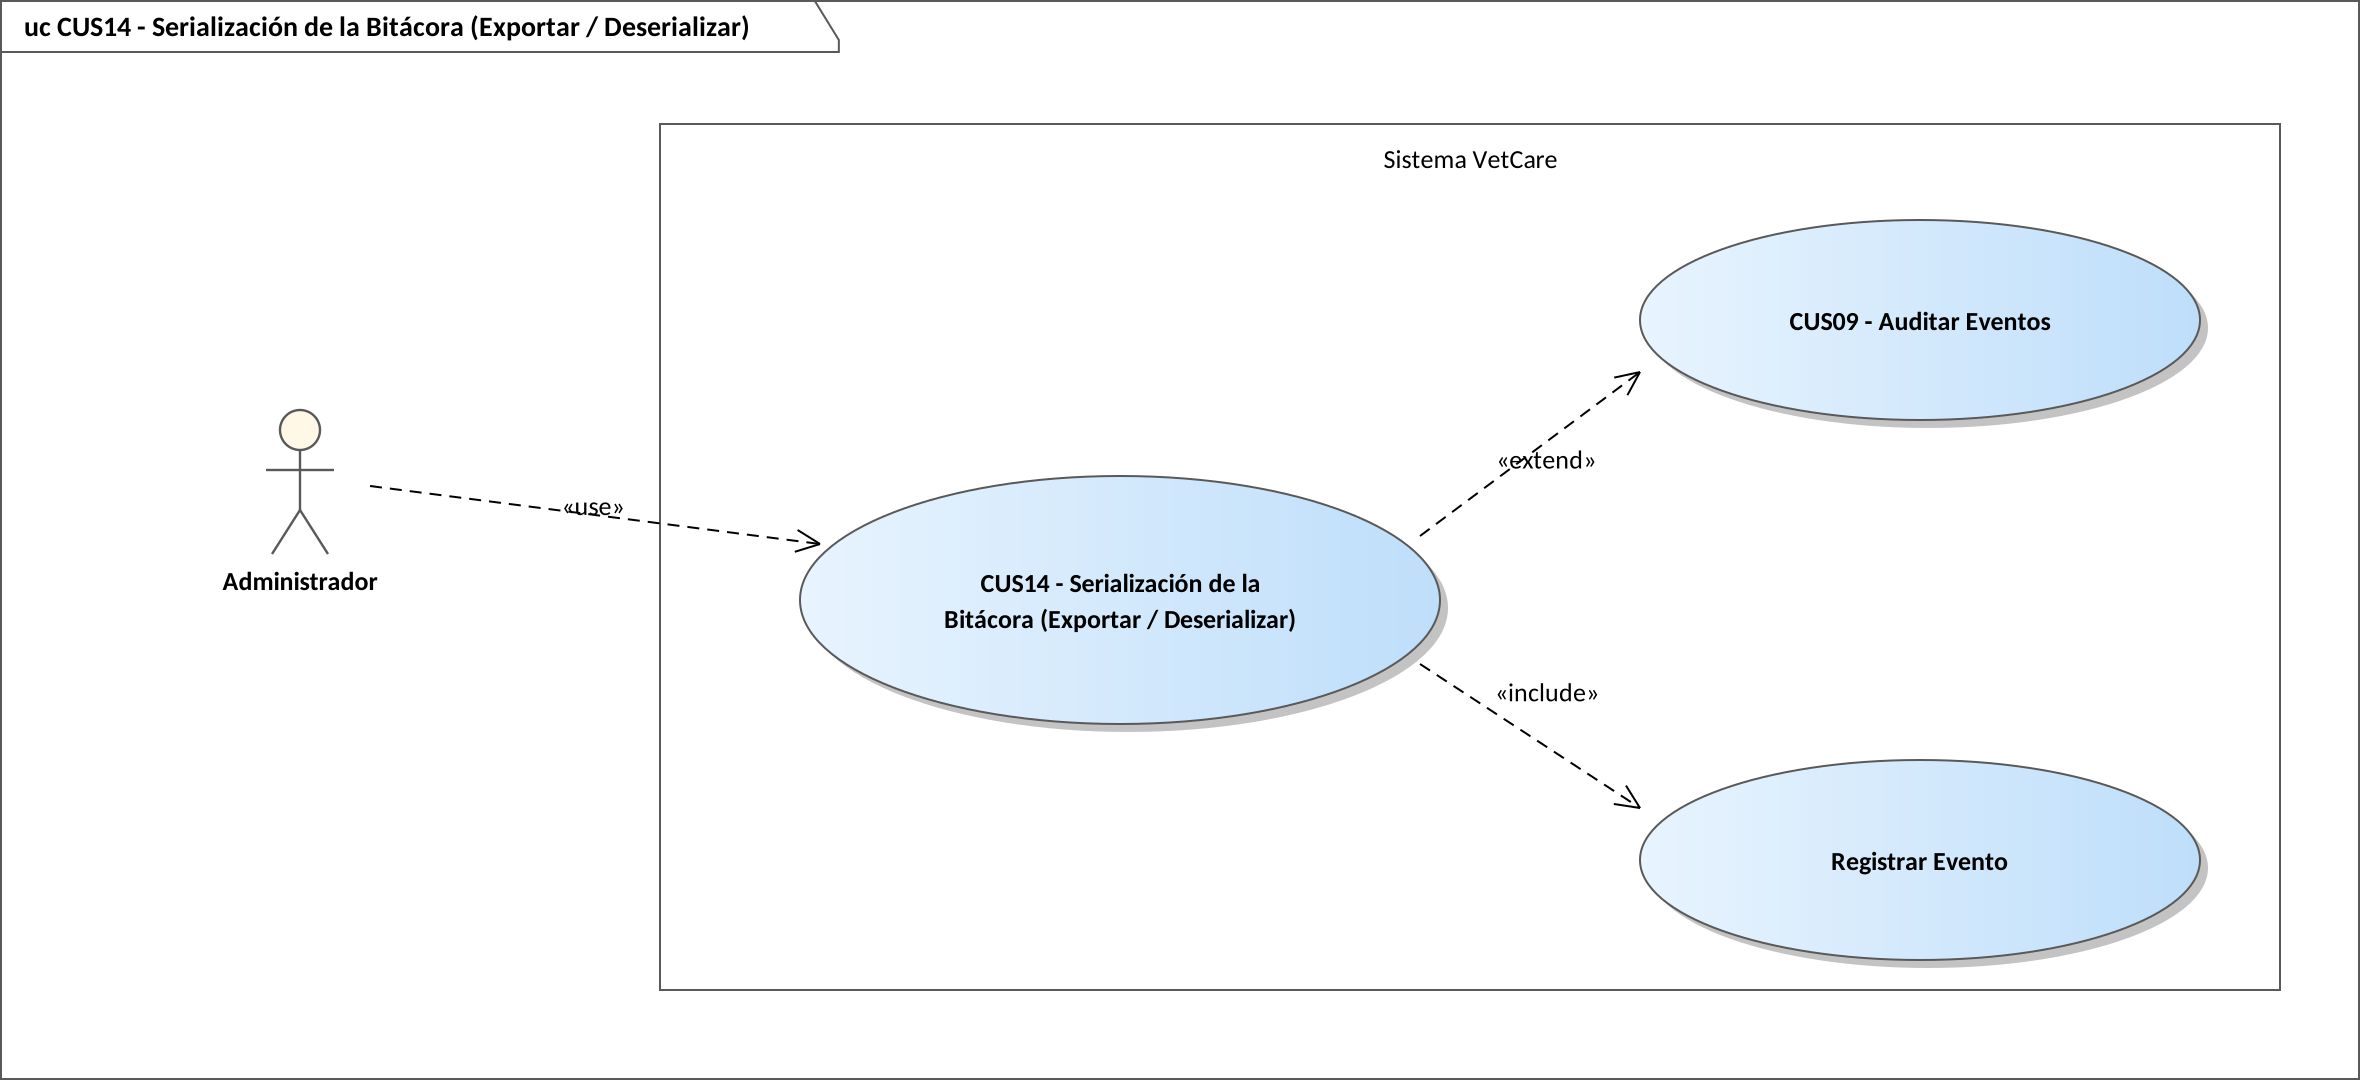 uc CUS14 - Serialización de la Bitácora (Exportar / Deserializar)
Sistema VetCare
CUS09 - Auditar Eventos
«extend»
«use»
Administrador
CUS14 - Serialización de la
Bitácora (Exportar / Deserializar)
«include»
Registrar Evento